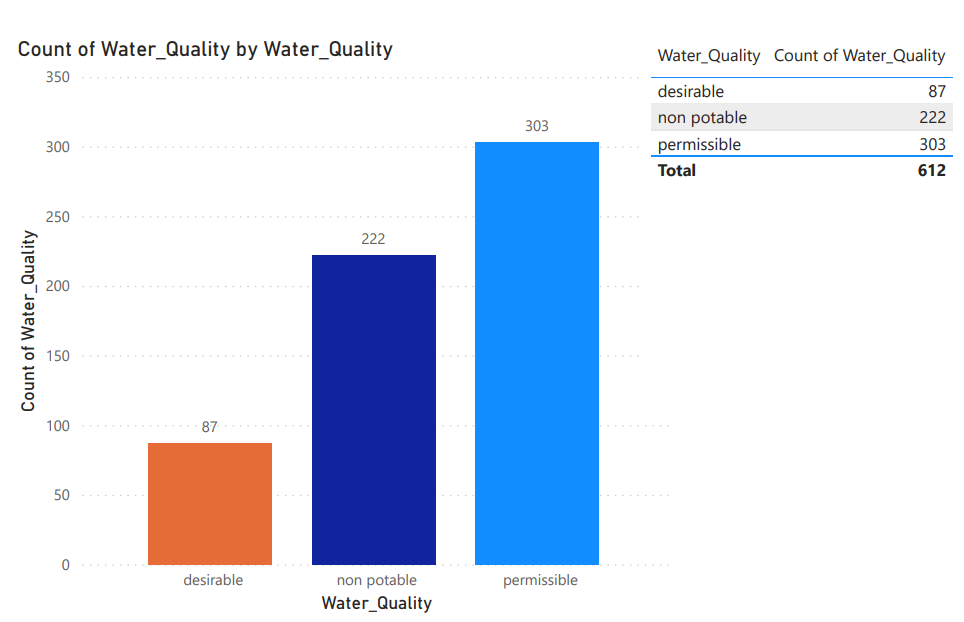 Count of Water_Quality by Water_Quality
350
300
250
200
150
100
50
0
Count of Water_Quality
87
222
303
desirable non potable permissible
Water_Quality
Water_Quality Count of Water_Quality
desirable 87
non potable 222
permissible 303
Total 612